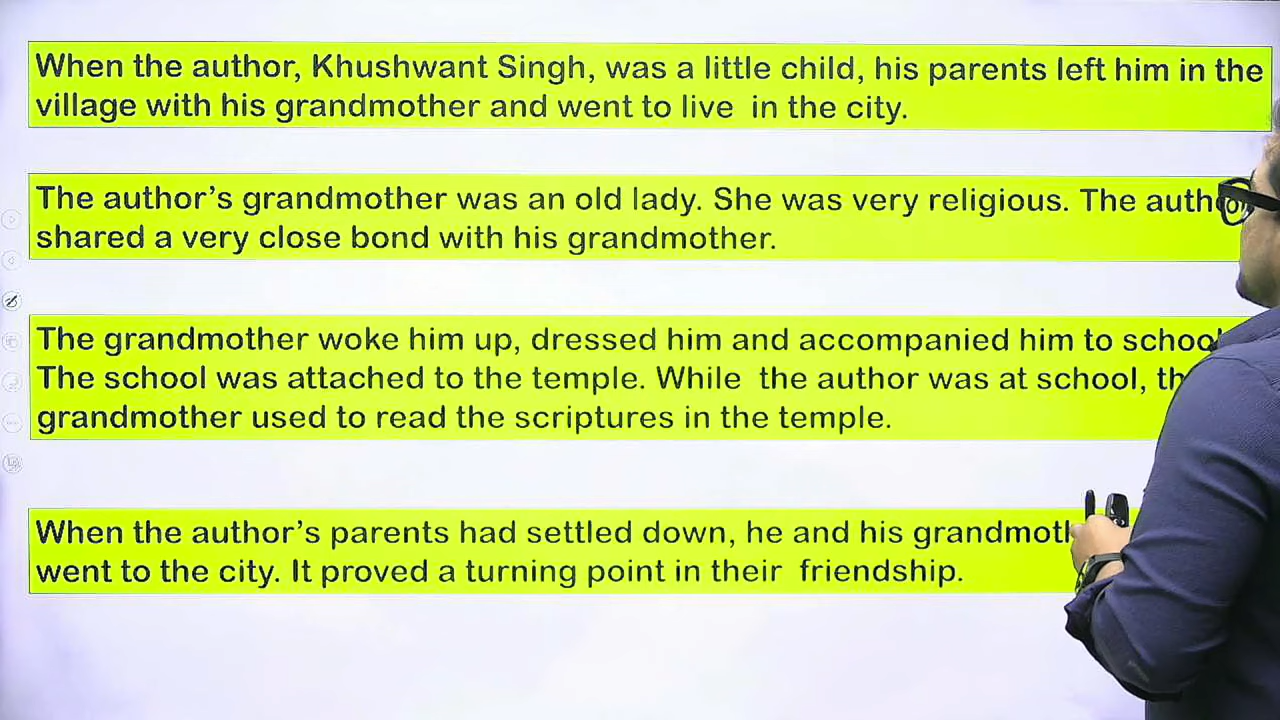 When the author, Khushwant Singh, was a little child, his parents left him in the
village with his grandmother and went to live in the city.
The author's grandmother was an old lady. She was very religious. The author
shared a very close bond with his grandmother.
The grandmother woke him up, dressed him and accompanied him to school
The school was attached to the temple. While the author was at school,
grandmother used to read the scriptures in the temple.
When the author's parents had settled down, he and his
went to the city. It proved a turning point in their friendship.